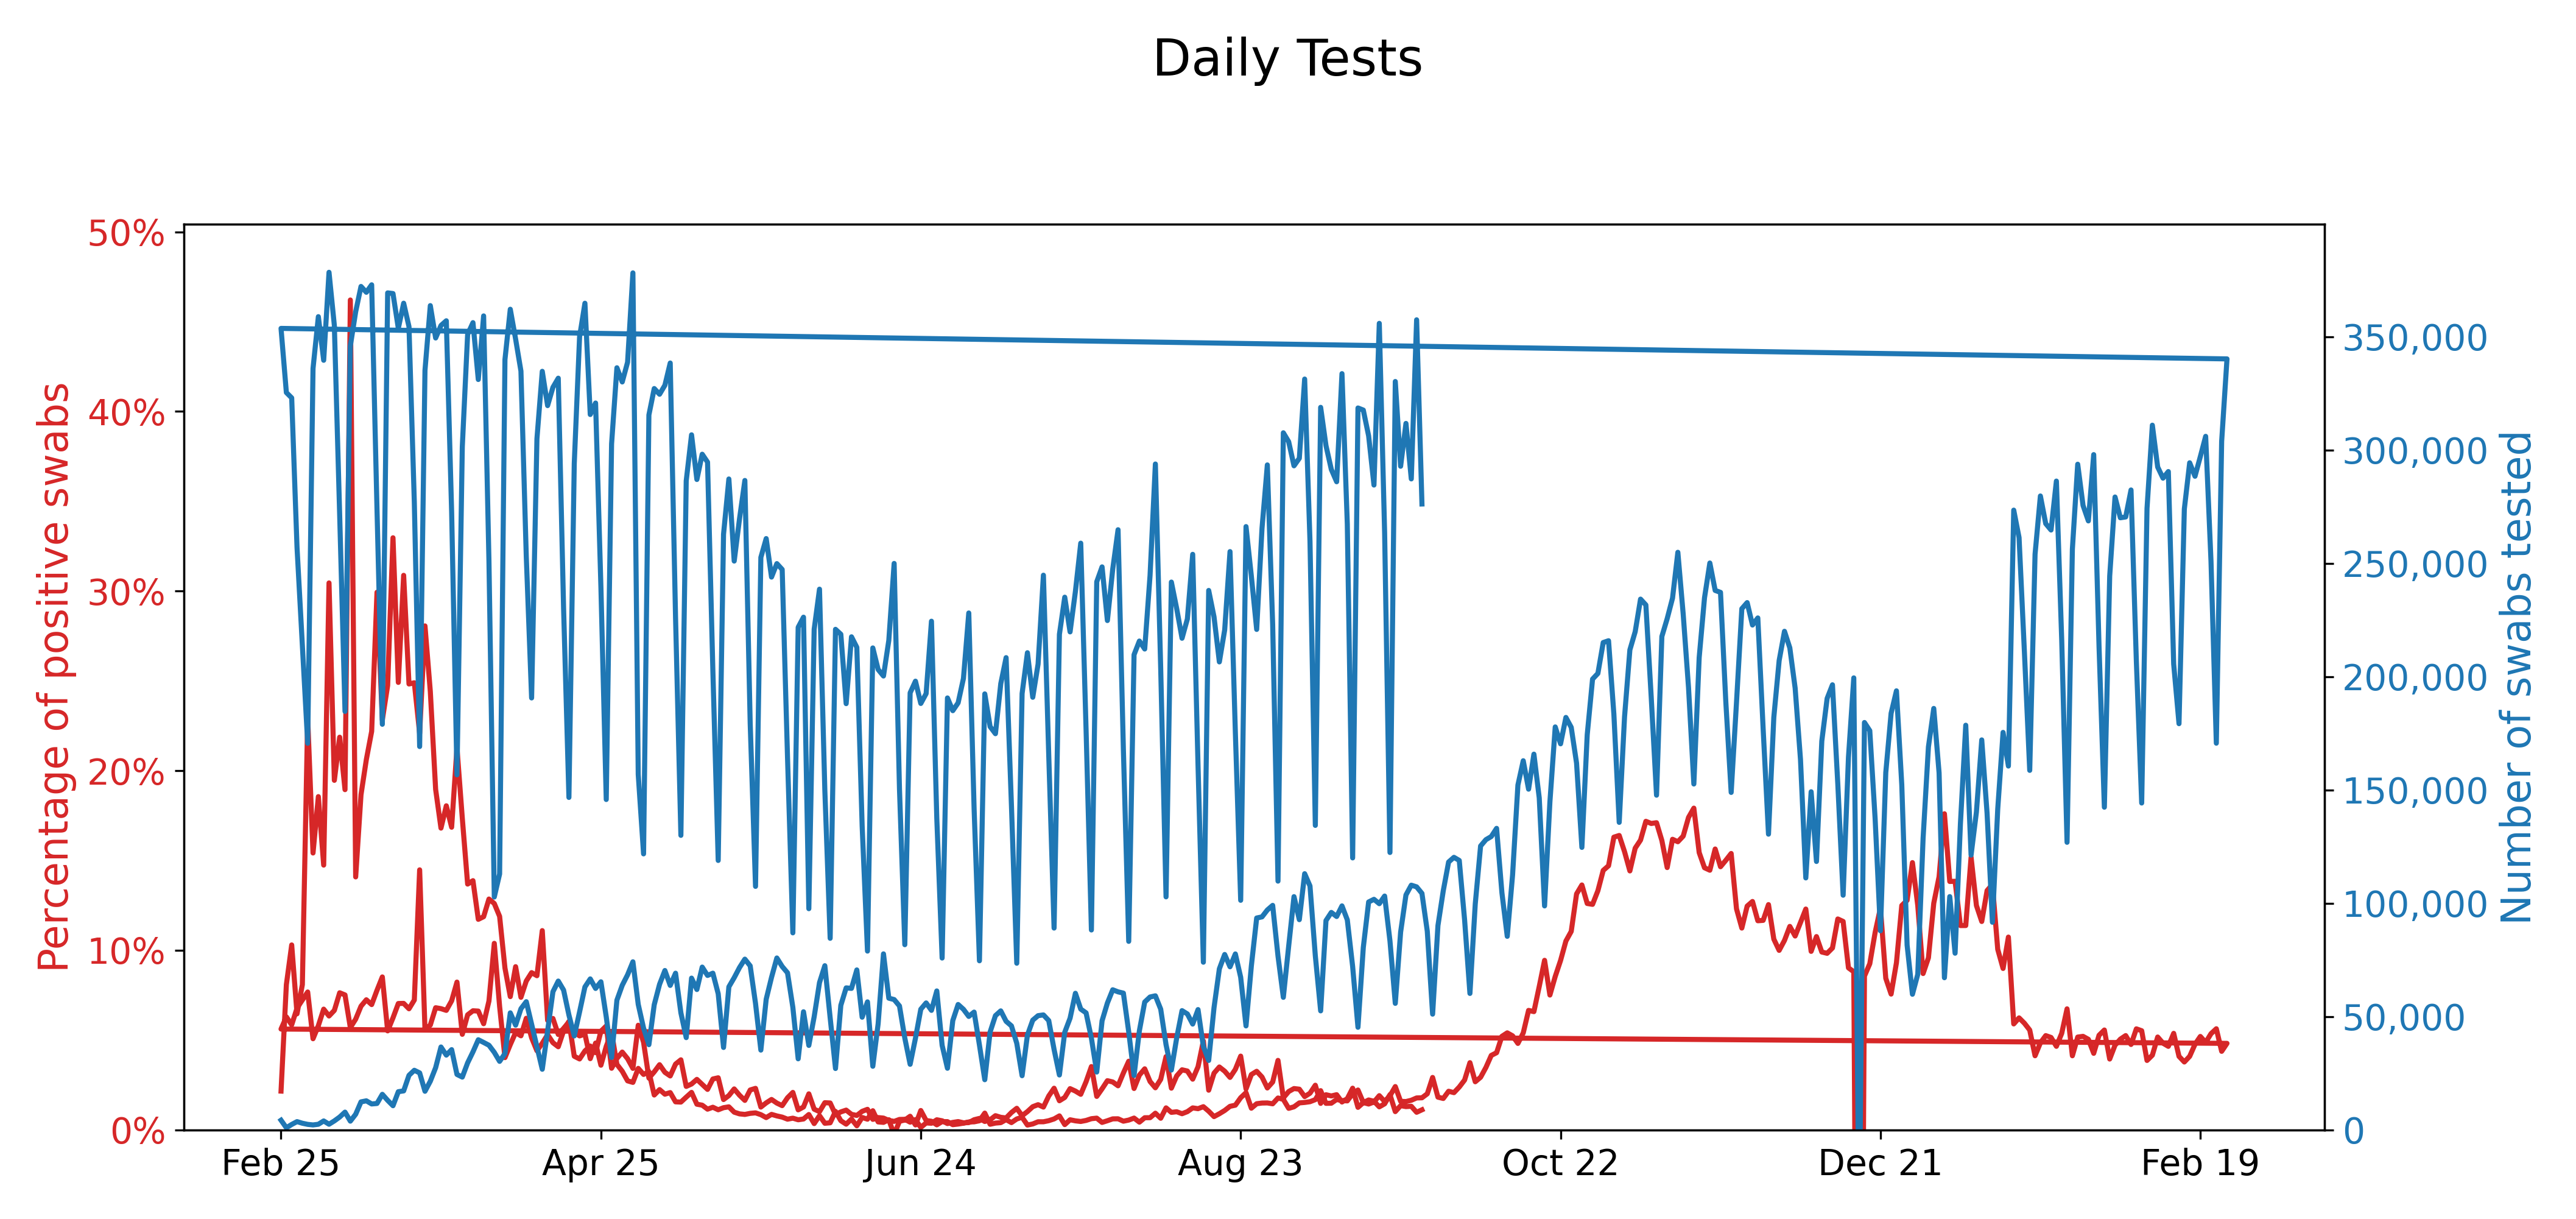 Daily Tests
Percentage of positive swabs
50%
40%
30%
20%
10%
0%
350,000
300,000
250,000
200,000
150,000
100,000
50,000
0
Number of swabs tested
Feb 25
Apr 25
Jun 24
Aug 23
Oct 22
Dec 21
Feb 19